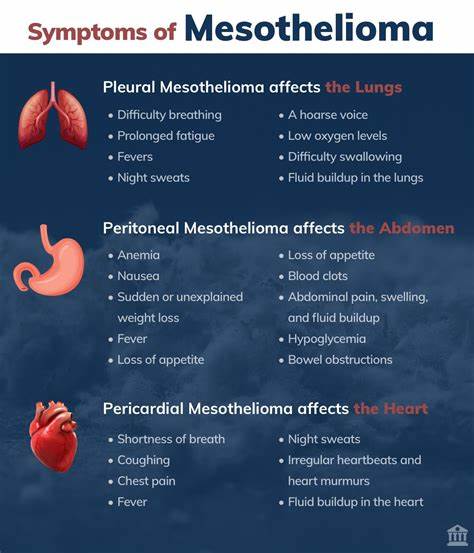 Symptoms of Mesothelioma
Pleural Mesothelioma affects the Lungs
• Difficulty breathing
• Prolonged fatigue
• Fevers
• Night sweats
• A hoarse voice
• Low oxygen levels
• Difficulty swallowing
• Fluid buildup in the lungs
Peritoneal Mesothelioma affects the Abdomen
• Anemia
• Nausea
• Sudden or unexplained
weight loss
• Fever
• Loss of appetite
• Loss of appetite
• Blood clots
• Abdominal pain, swelling,
and fluid buildup
• Hypoglycemia
• Bowel obstructions
Pericardial Mesothelioma affects the Heart
• Shortness of breath
• Coughing
• Chest pain
• Fever
• Night sweats
• Irregular heartbeats and
heart murmurs
• Fluid buildup in the heart